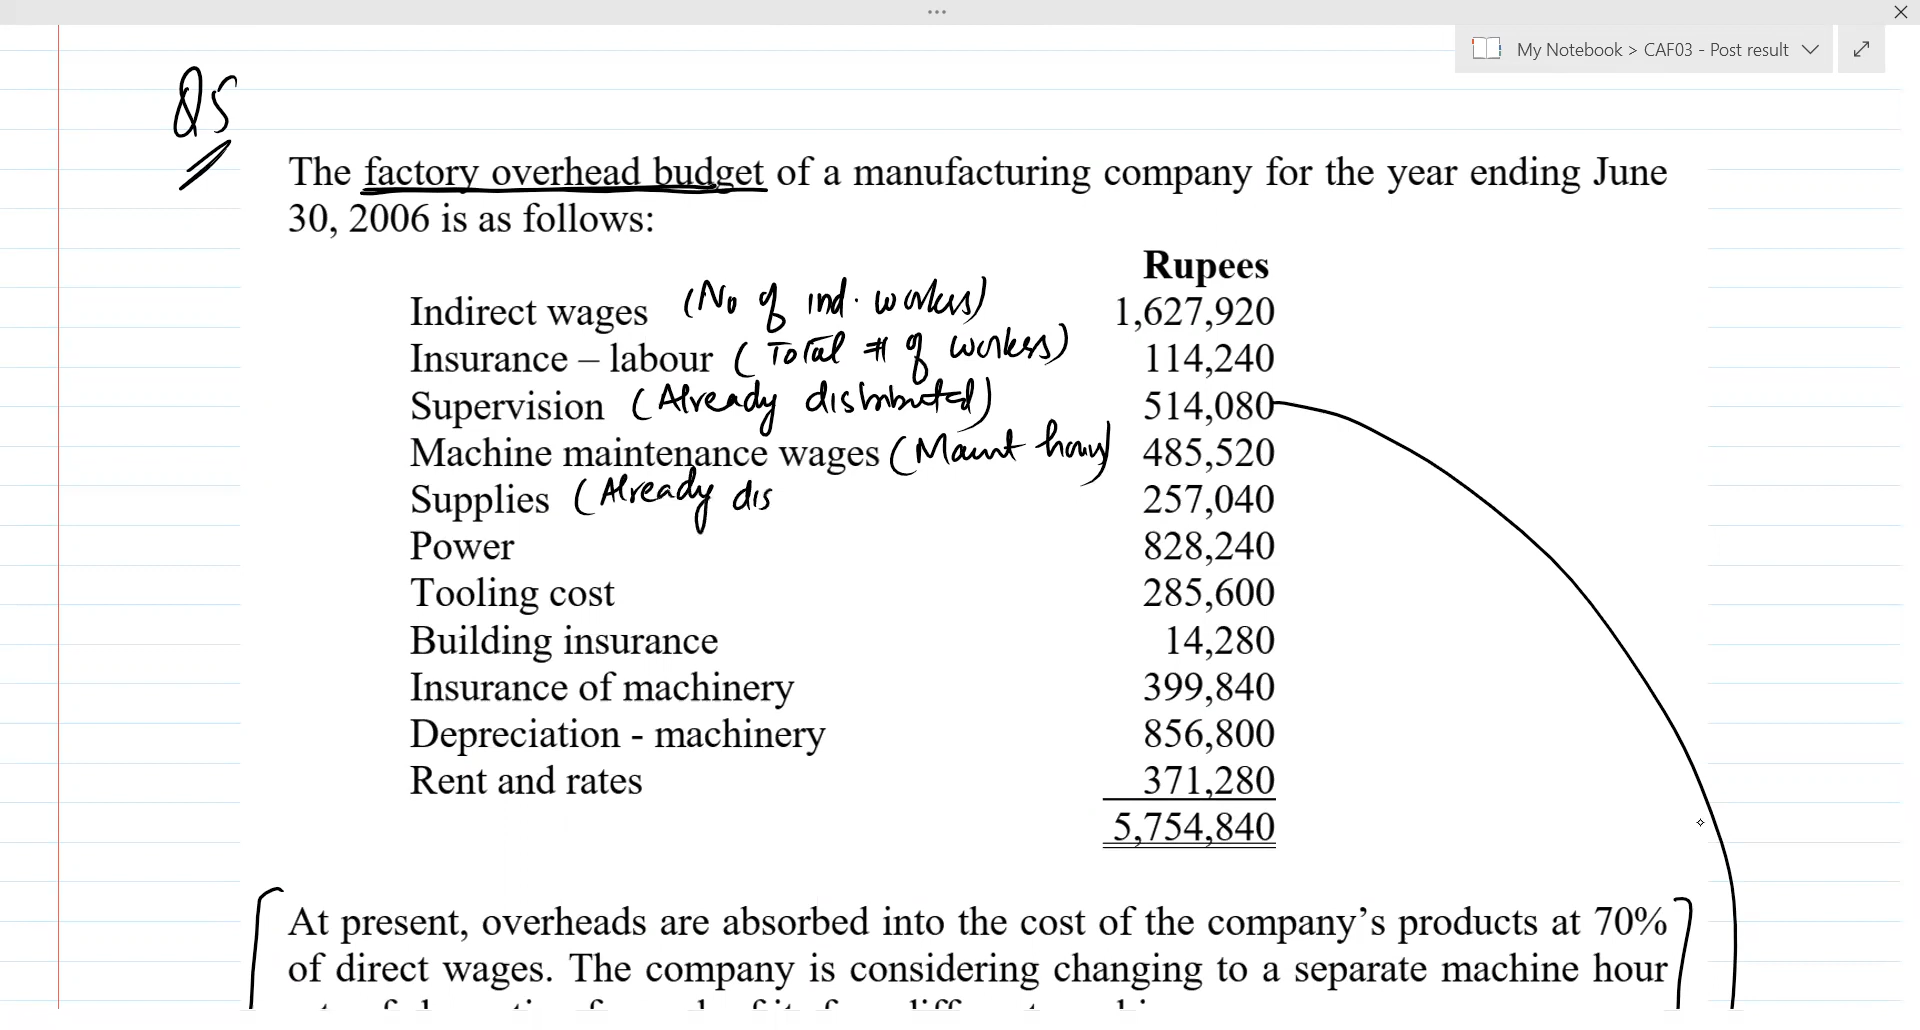 My Notebook > CAF03 - Post result
Q5
The factory overhead budget of a manufacturing company for the year ending June
30, 2006 is as follows:
Rupees
Indirect wages (No of ind. workers) 1,627,920
Insurance – labour (Total # of workers) 114,240
Supervision (Already distributed) 514,080
Machine maintenance wages (Maint hours) 485,520
Supplies (Already dis 257,040
Power 828,240
Tooling cost 285,600
Building insurance 14,280
Insurance of machinery 399,840
Depreciation - machinery 856,800
Rent and rates 371,280
5,754,840
At present, overheads are absorbed into the cost of the company's products at 70%
of direct wages. The company is considering changing to a separate machine hour